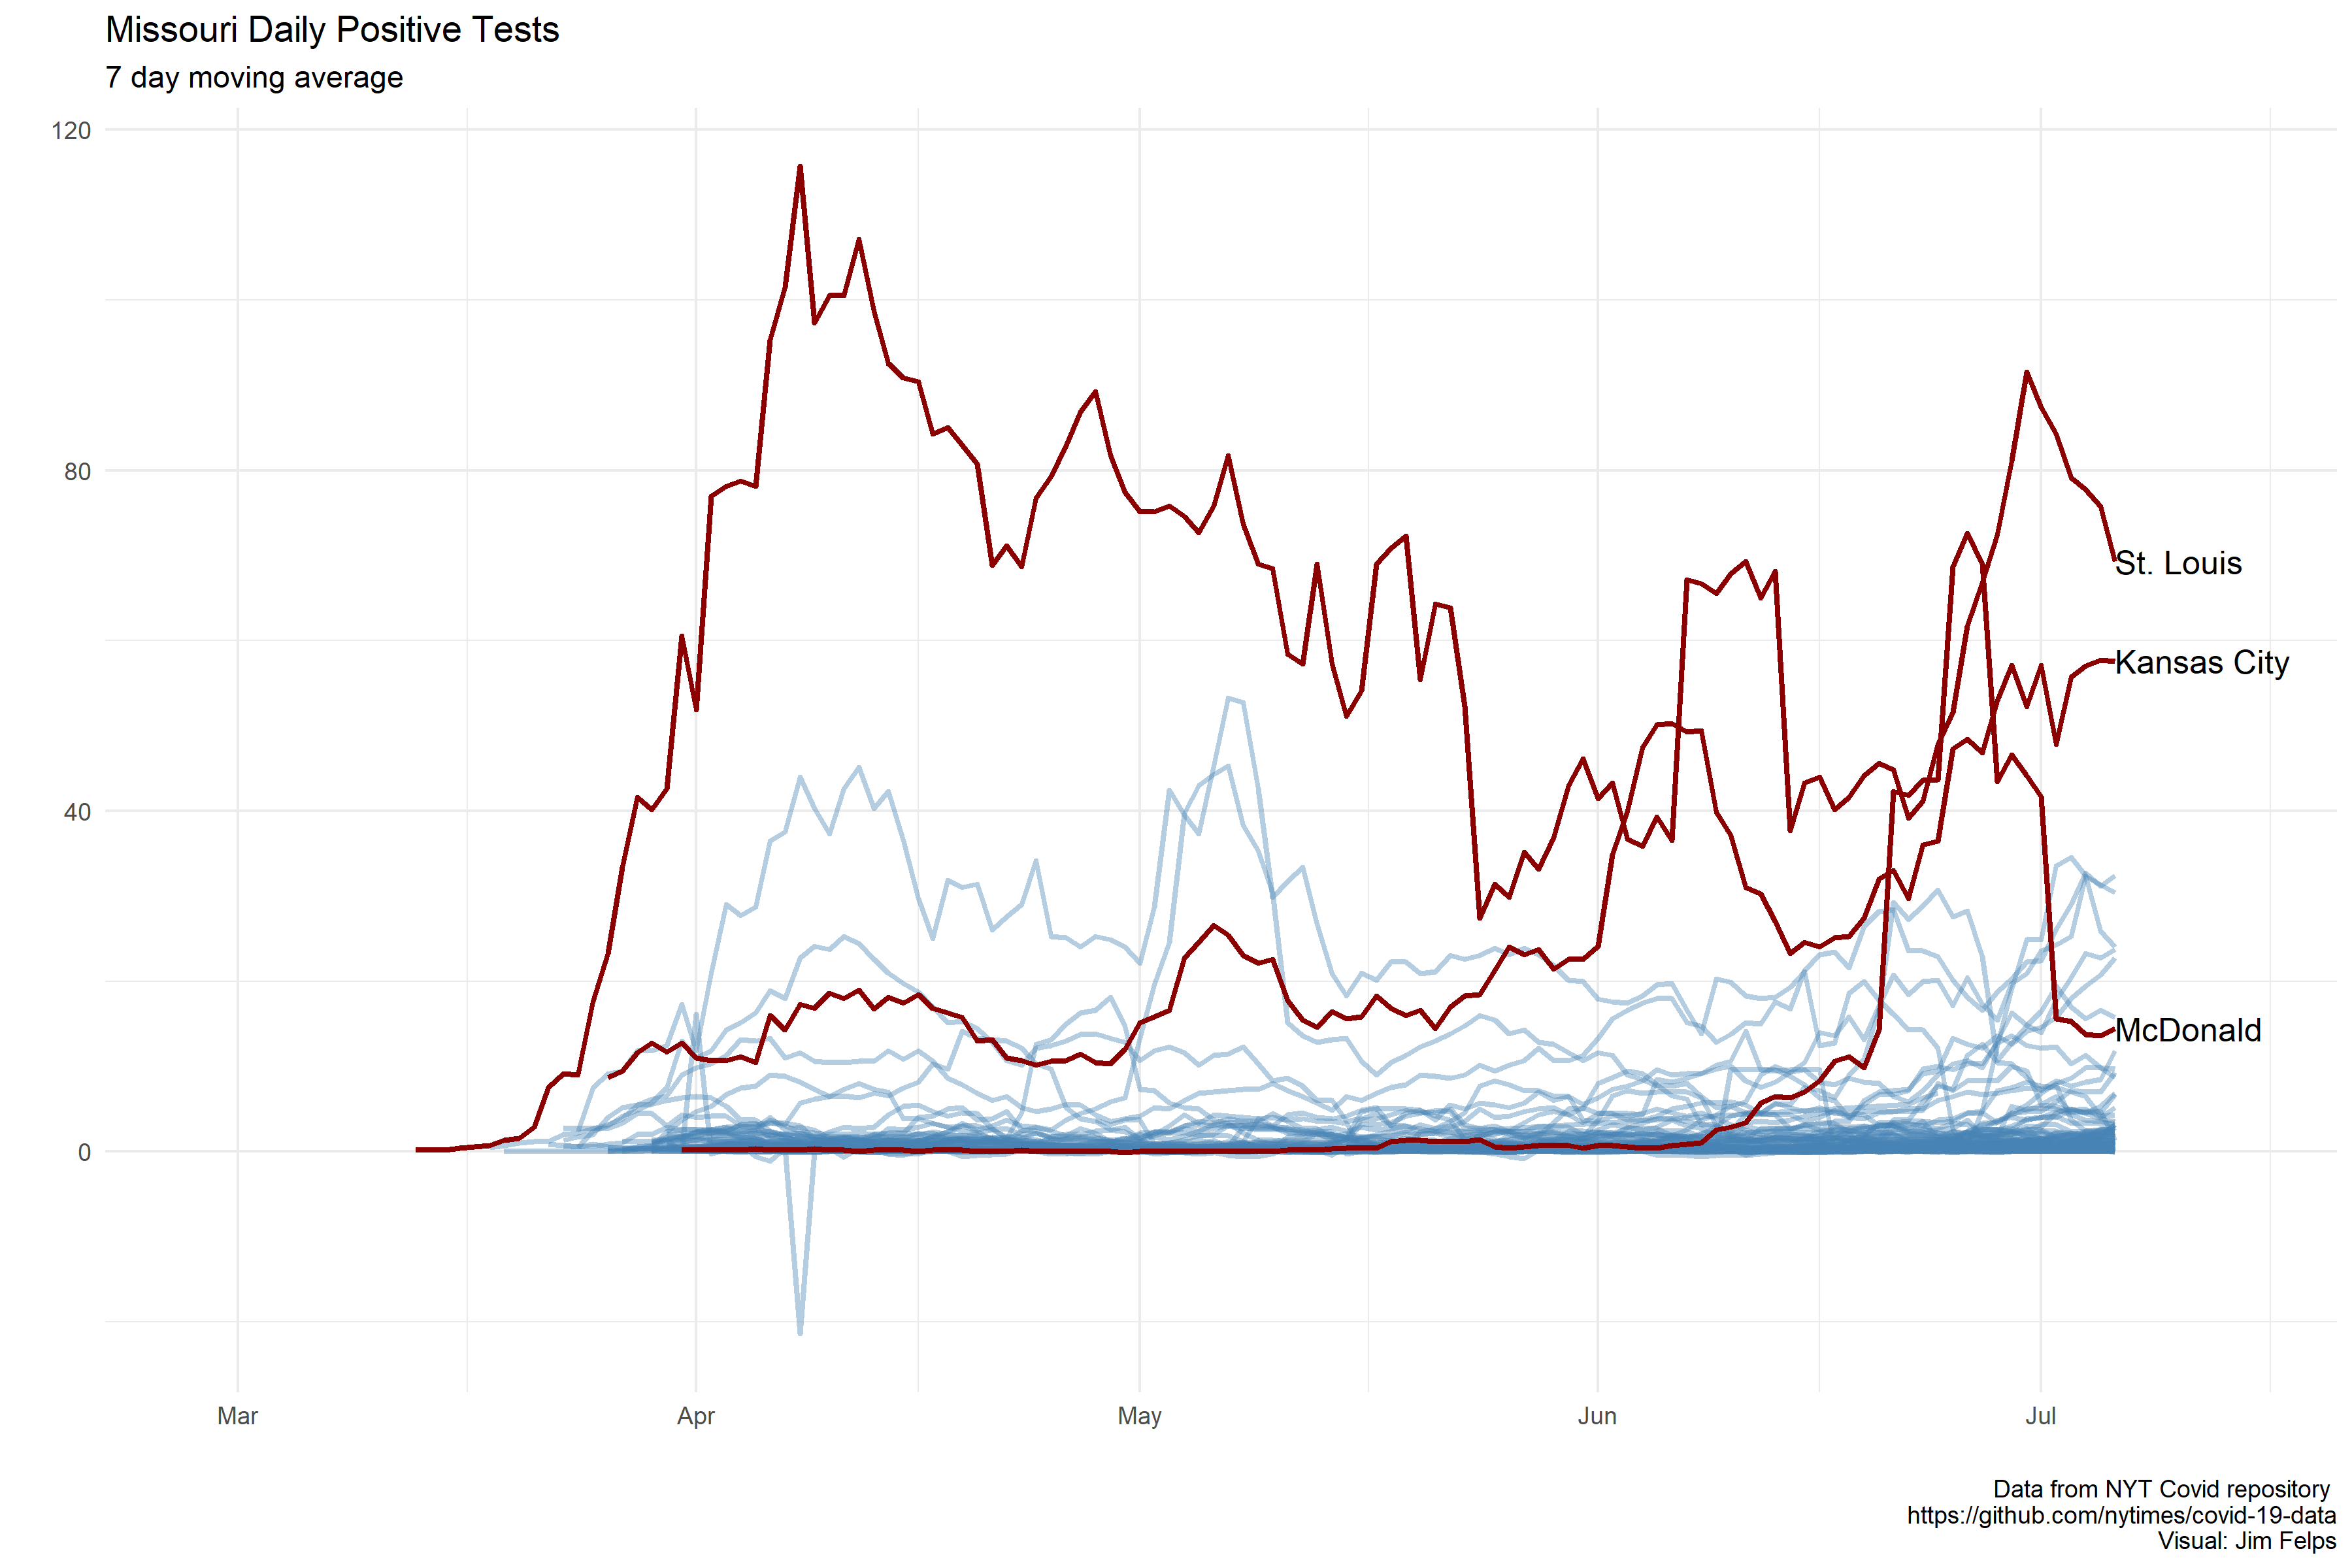 Missouri Daily Positive Tests
7 day moving average
120
80
40
0
St. Louis
Kansas City
McDonald
Mar Apr May Jun Jul
Data from NYT Covid repository
https://github.com/nytimes/covid-19-data
Visual: Jim Felps